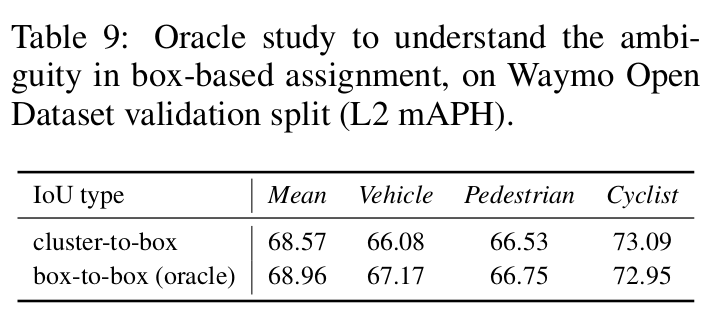 Table 9: Oracle study to understand the ambi-
guity in box-based assignment, on Waymo Open
Dataset validation split (L2 mAPH).
IoU type Mean Vehicle Pedestrian Cyclist
cluster-to-box 68.57 66.08 66.53 73.09
box-to-box (oracle) 68.96 67.17 66.75 72.95